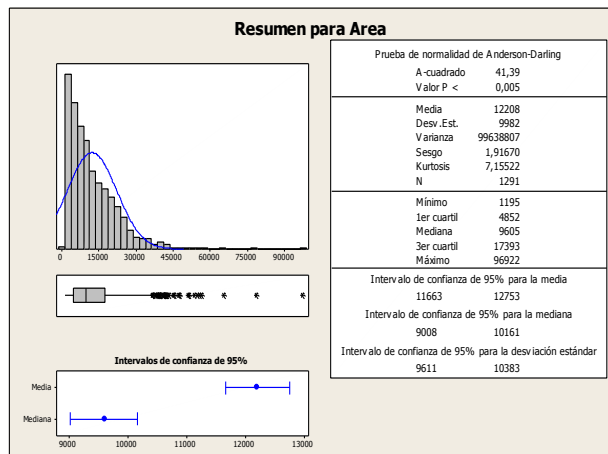 Resumen para Area
0 15000 30000 45000 60000 75000 90000
Intervalos de confianza de 95%
Media
Mediana
9000 10000 11000 12000 13000
Prueba de normalidad de Anderson-Darling
A-cuadrado 41,39
Valor P < 0,005
Media 12208
Desv.Est. 9982
Varianza 99638807
Sesgo 1,91670
Kurtosis 7,15522
N 1291
Mínimo 1195
1er cuartil 4852
Mediana 9605
3er cuartil 17393
Máximo 96922
Intervalo de confianza de 95% para la media
11663 12753
Intervalo de confianza de 95% para la mediana
9008 10161
Intervalo de confianza de 95% para la desviación estándar
9611 10383